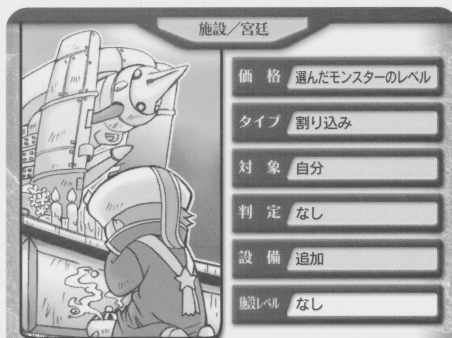 施設／宮廷
価格 選んだモンスターのレベル
タイプ 割り込み
対象 自分
判定 なし
設備 追加
施設レベル なし